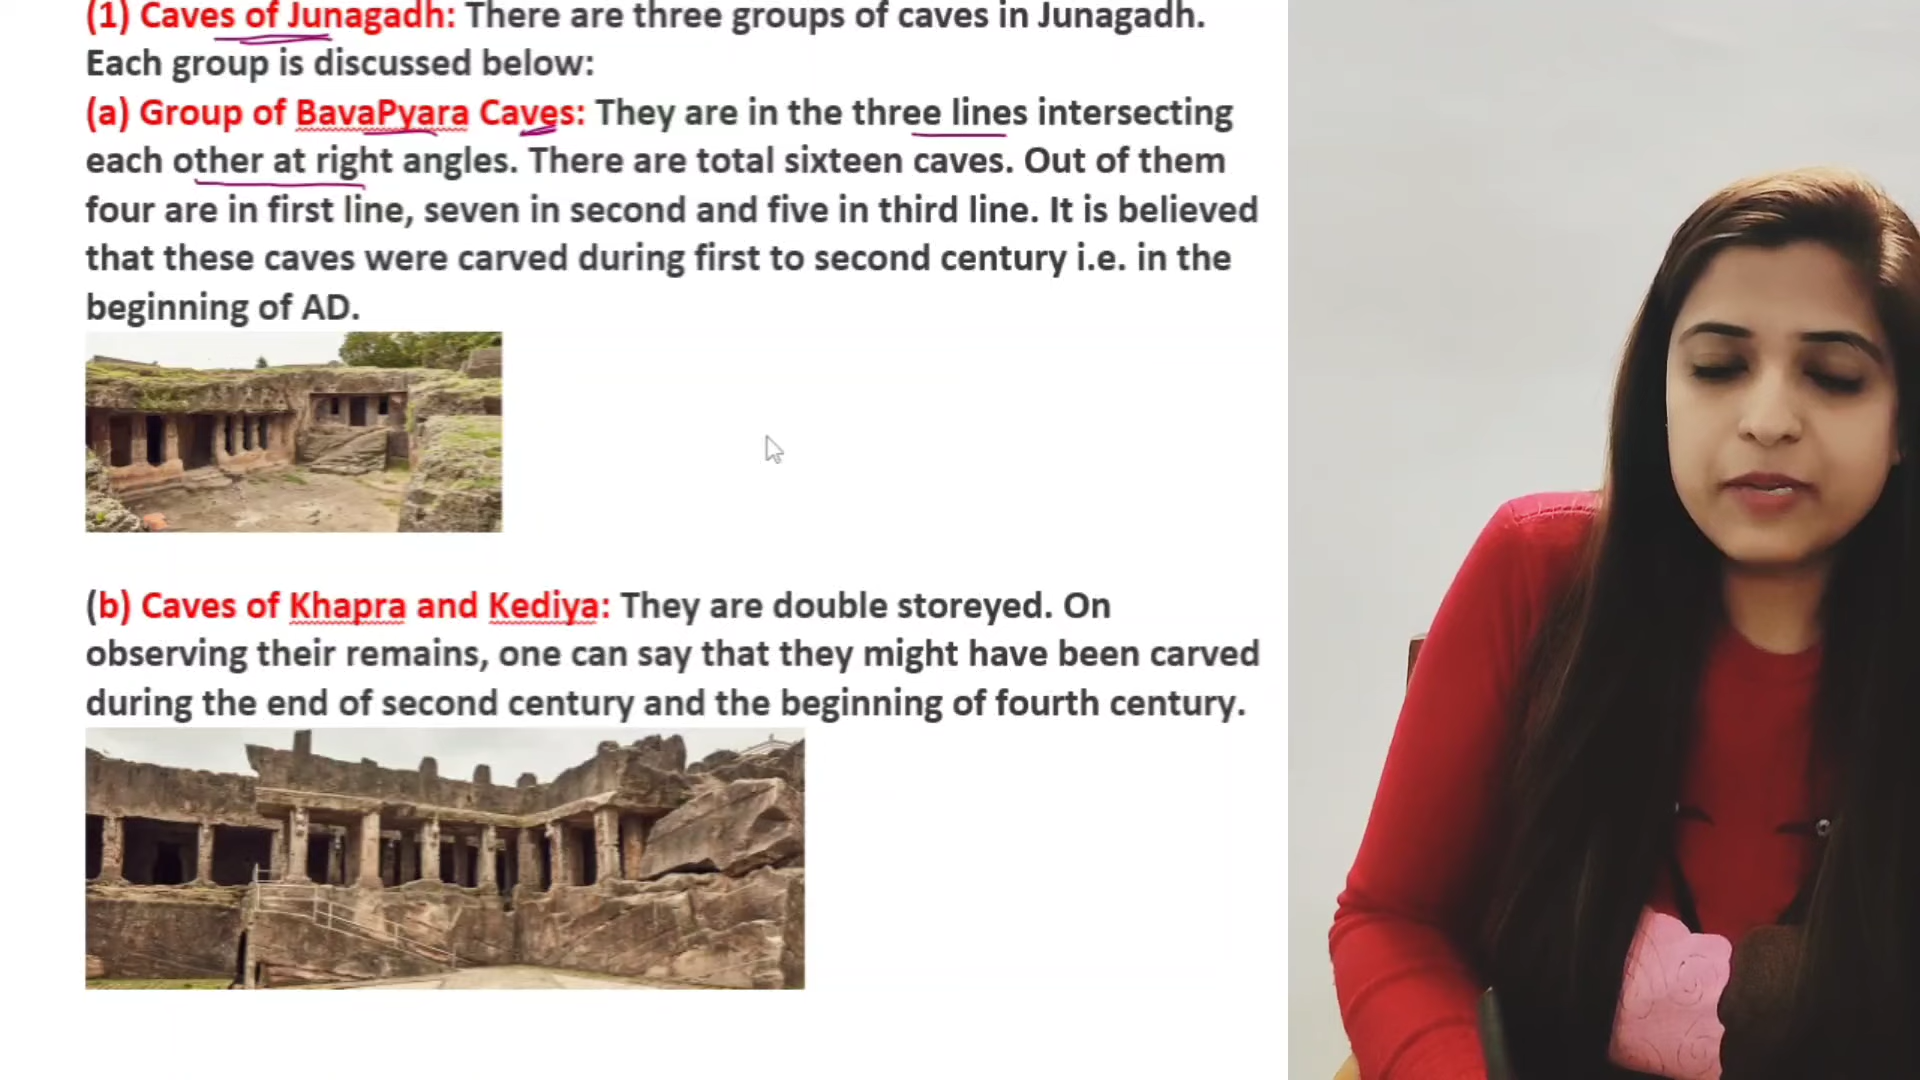 (1) Caves of Junagadh: There are three groups of caves in Junagadh.
Each group is discussed below:
(a) Group of BavaPyara Caves: They are in the three lines intersecting
each other at right angles. There are total sixteen caves. Out of them
four are in first line, seven in second and five in third line. It is believed
that these caves were carved during first to second century i.e. in the
beginning of AD.
(b) Caves of Khapra and Kediya: They are double storeyed. On
observing their remains, one can say that they might have been carved
during the end of second century and the beginning of fourth century.